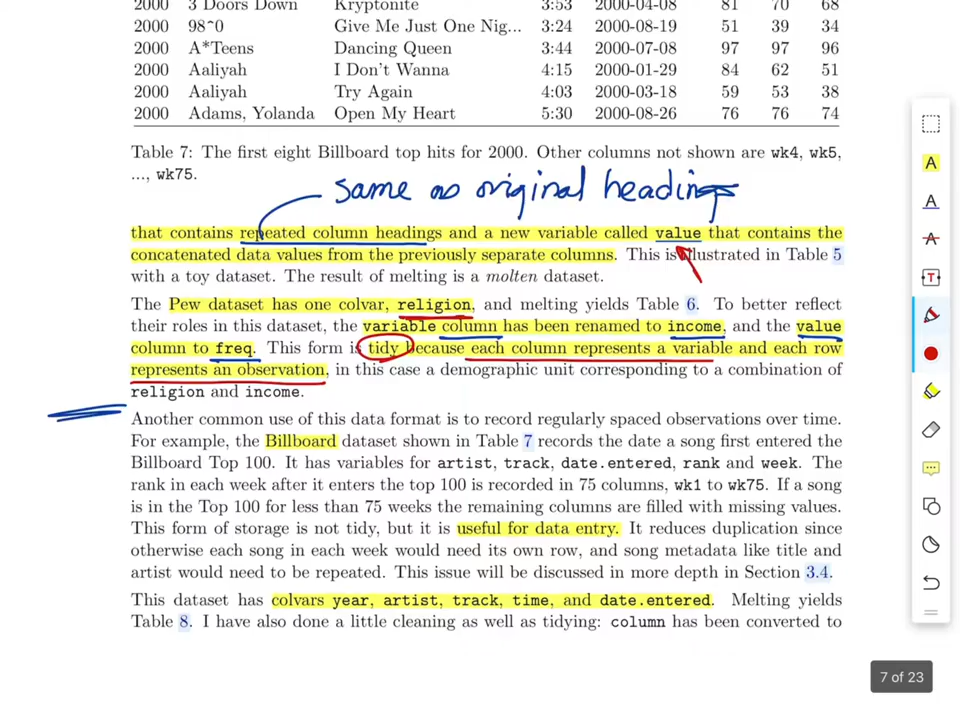 2000 3 Doors Down Kryptonite 3:53 2000-04-08 81 70 68
2000 98^0 Give Me Just One Nig... 3:24 2000-08-19 51 39 34
2000 A*Teens Dancing Queen 3:44 2000-07-08 97 97 96
2000 Aaliyah I Don't Wanna 4:15 2000-01-29 84 62 51
2000 Aaliyah Try Again 4:03 2000-03-18 59 53 38
2000 Adams, Yolanda Open My Heart 5:30 2000-08-26 76 76 74
Table 7: The first eight Billboard top hits for 2000. Other columns not shown are wk4, wk5,
..., wk75.
same as original headings
that contains repeated column headings and a new variable called value that contains the
concatenated data values from the previously separate columns. This is illustrated in Table 5
with a toy dataset. The result of melting is a molten dataset.
The Pew dataset has one colvar, religion, and melting yields Table 6. To better reflect
their roles in this dataset, the variable column has been renamed to income, and the value
column to freq. This form is tidy because each column represents a variable and each row
represents an observation, in this case a demographic unit corresponding to a combination of
religion and income.
Another common use of this data format is to record regularly spaced observations over time.
For example, the Billboard dataset shown in Table 7 records the date a song first entered the
Billboard Top 100. It has variables for artist, track, date.entered, rank and week. The
rank in each week after it enters the top 100 is recorded in 75 columns, wk1 to wk75. If a song
is in the Top 100 for less than 75 weeks the remaining columns are filled with missing values.
This form of storage is not tidy, but it is useful for data entry. It reduces duplication since
otherwise each song in each week would need its own row, and song metadata like title and
artist would need to be repeated. This issue will be discussed in more depth in Section 3.4.
This dataset has colvars year, artist, track, time, and date.entered. Melting yields
Table 8. I have also done a little cleaning as well as tidying: column has been converted to
A
A
A
T
7 of 23